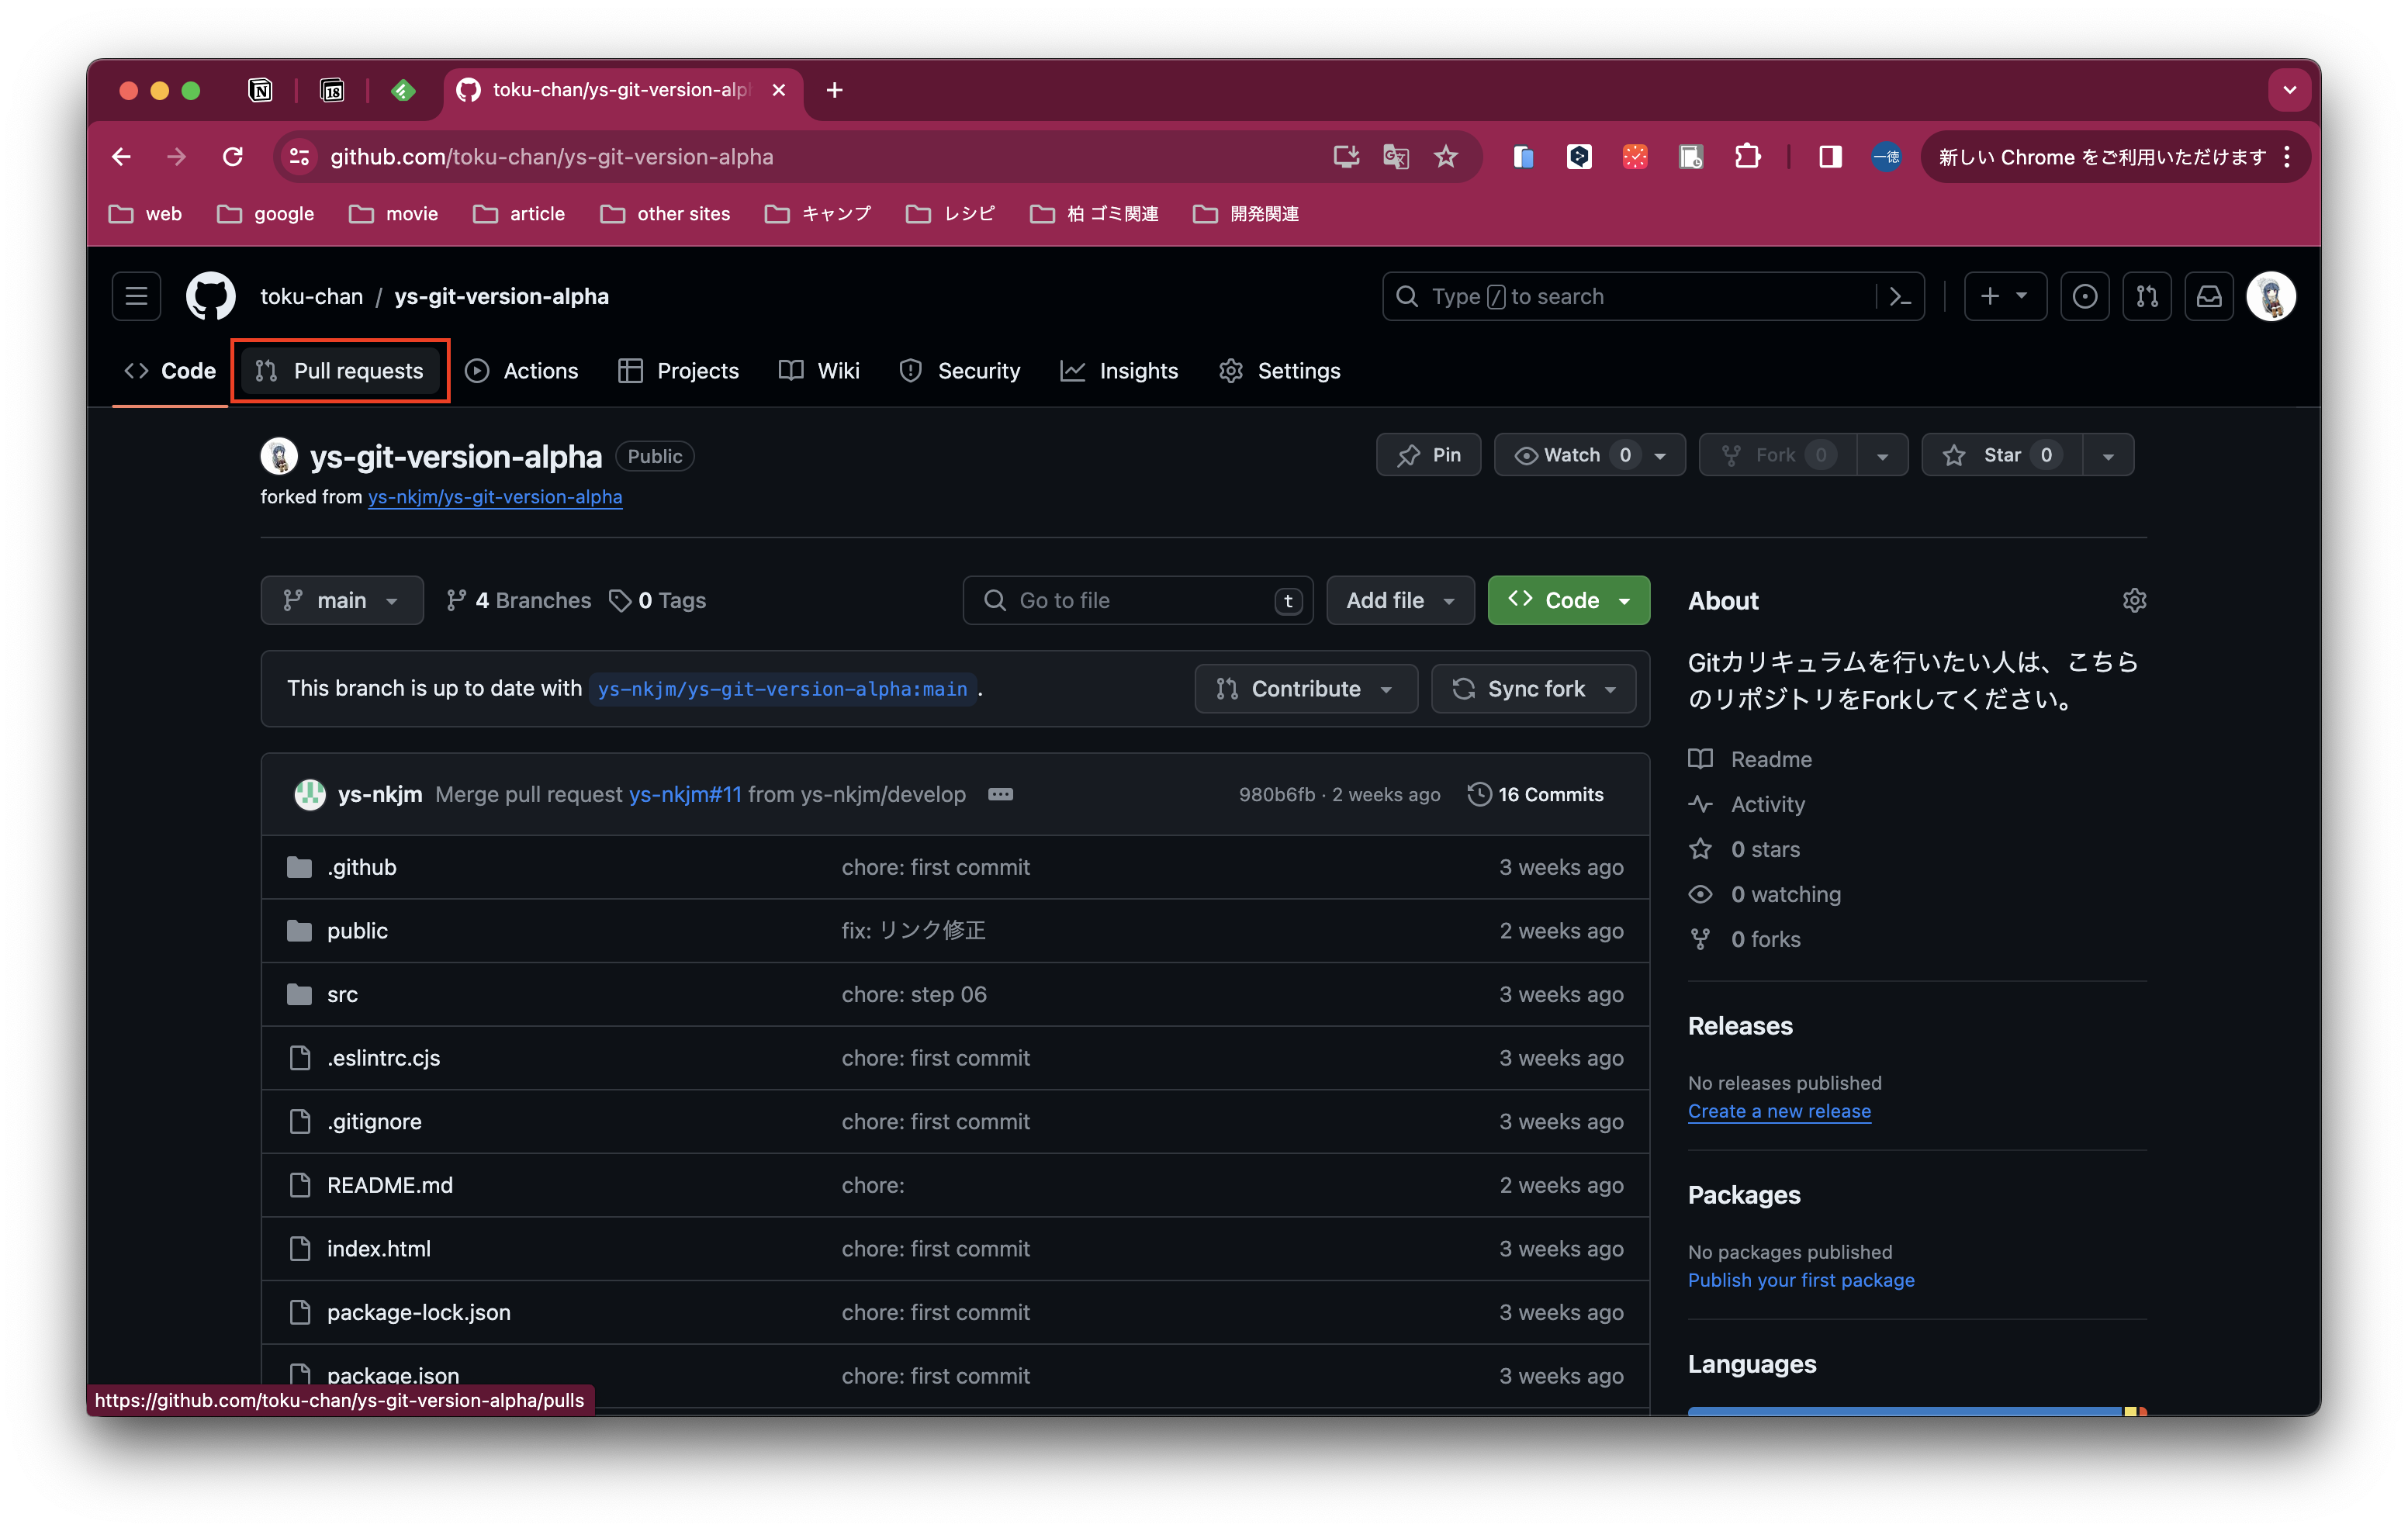 toku-chan/ys-git-version-alp
github.com/toku-chan/ys-git-version-alpha
一徳
新しい Chrome をご利用いただけます
web google movie article other sites キャンプ レシピ 柏 ゴミ関連 開発関連
toku-chan / ys-git-version-alpha
Type / to search
Code Pull requests Actions Projects Wiki Security Insights Settings
ys-git-version-alpha Public
Pin Watch 0 Fork 0 Star 0
forked from ys-nkjm/ys-git-version-alpha
main 4 Branches 0 Tags
Go to file t Add file Code
This branch is up to date with ys-nkjm/ys-git-version-alpha:main .
Contribute Sync fork
ys-nkjm Merge pull request ys-nkjm#11 from ys-nkjm/develop 980b6fb · 2 weeks ago 16 Commits
.github chore: first commit 3 weeks ago
public fix: リンク修正 2 weeks ago
src chore: step 06 3 weeks ago
.eslintrc.cjs chore: first commit 3 weeks ago
.gitignore chore: first commit 3 weeks ago
README.md chore: 2 weeks ago
index.html chore: first commit 3 weeks ago
package-lock.json chore: first commit 3 weeks ago
package.json chore: first commit 3 weeks ago
https://github.com/toku-chan/ys-git-version-alpha/pulls
About
Gitカリキュラムを行いたい人は、こちら
のリポジトリをForkしてください。
Readme
Activity
0 stars
0 watching
0 forks
Releases
No releases published
Create a new release
Packages
No packages published
Publish your first package
Languages